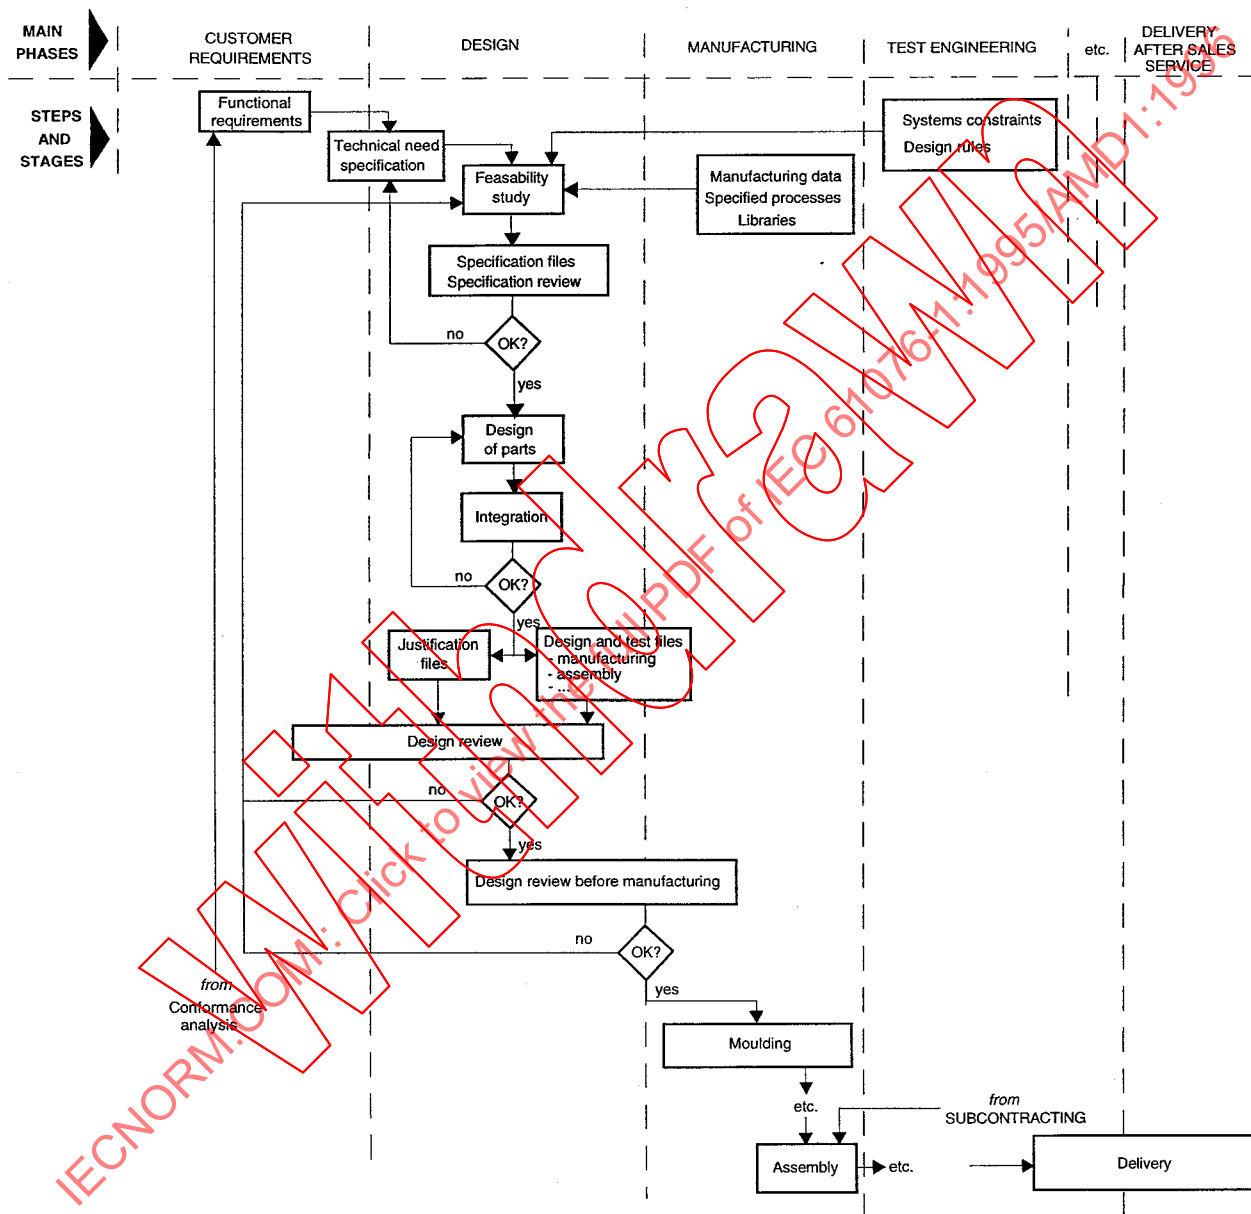 MAIN
PHASES
CUSTOMER
REQUIREMENTS
DESIGN
MANUFACTURING
TEST ENGINEERING
etc.
DELIVERY
AFTER SALES
SERVICE
STEPS
AND
STAGES
Functional
requirements
Technical need
specification
Feasability
study
Systems constraints
Design rules
Manufacturing data
Specified processes
Libraries
Specification files
Specification review
no
OK?
yes
Design
of parts
Integration
no
OK?
yes
Justification
files
Design and test files
- manufacturing
- assembly
- ...
Design review
no
OK?
yes
Design review before manufacturing
no
OK?
yes
from
Conformance
analysis
Moulding
etc.
from
SUBCONTRACTING
Assembly
etc.
Delivery
Withdrawn
IECNORM.COM: Click to view the full PDF of IEC 61076-1:1995/AMD1:1996